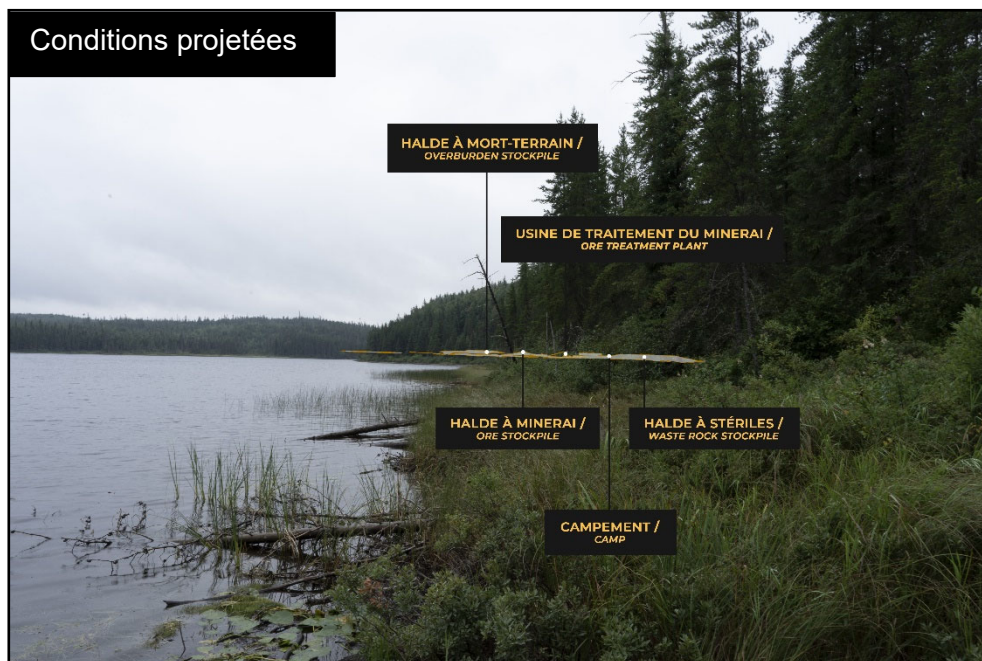 Conditions projetées
HALDE À MORT-TERRAIN /
OVERBURDEN STOCKPILE
USINE DE TRAITEMENT DU MINERAI /
ORE TREATMENT PLANT
HALDE À MINERAI /
ORE STOCKPILE
HALDE À STÉRILES /
WASTE ROCK STOCKPILE
CAMPEMENT /
CAMP